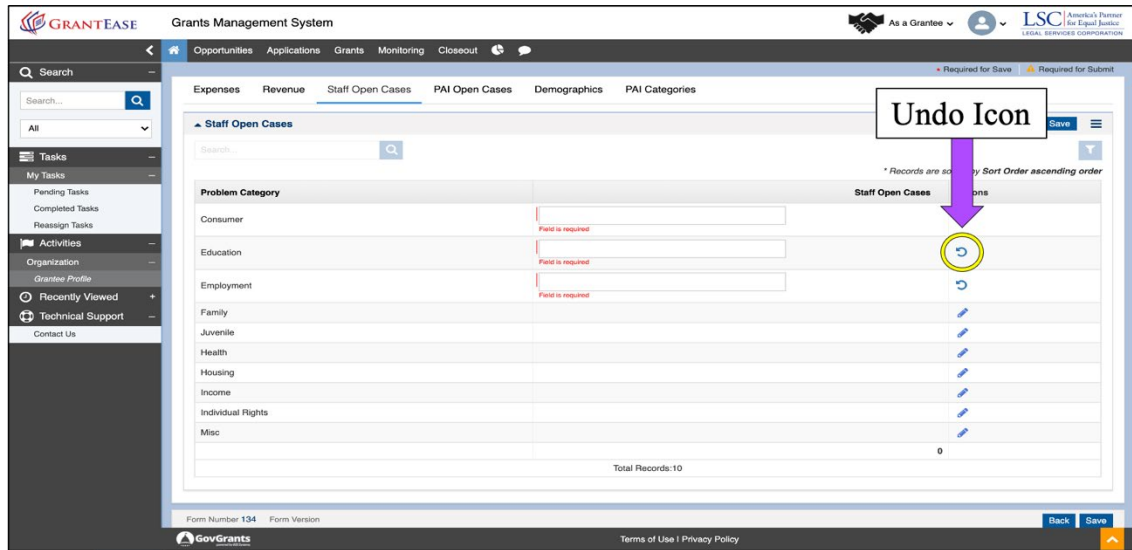 GRANTEASE
Grants Management System
As a Grantee
LSC America's Partner for Equal Justice
LEGAL SERVICES CORPORATION
Opportunities Applications Grants Monitoring Closeout
Search
Search...
All
Tasks
My Tasks
Pending Tasks
Completed Tasks
Reassign Tasks
Activities
Organization
Grantee Profile
Recently Viewed
Technical Support
Contact Us
• Required for Save Required for Submit
Expenses Revenue Staff Open Cases PAI Open Cases Demographics PAI Categories
Undo Icon
Staff Open Cases Save
Search...
* Records are so by Sort Order ascending order
Problem Category Staff Open Cases ons
Consumer
Field is required
Education
Field is required
Employment
Field is required
Family
Juvenile
Health
Housing
Income
Individual Rights
Misc
0
Total Records:10
Form Number 134 Form Version Back Save
GovGrants Terms of Use I Privacy Policy